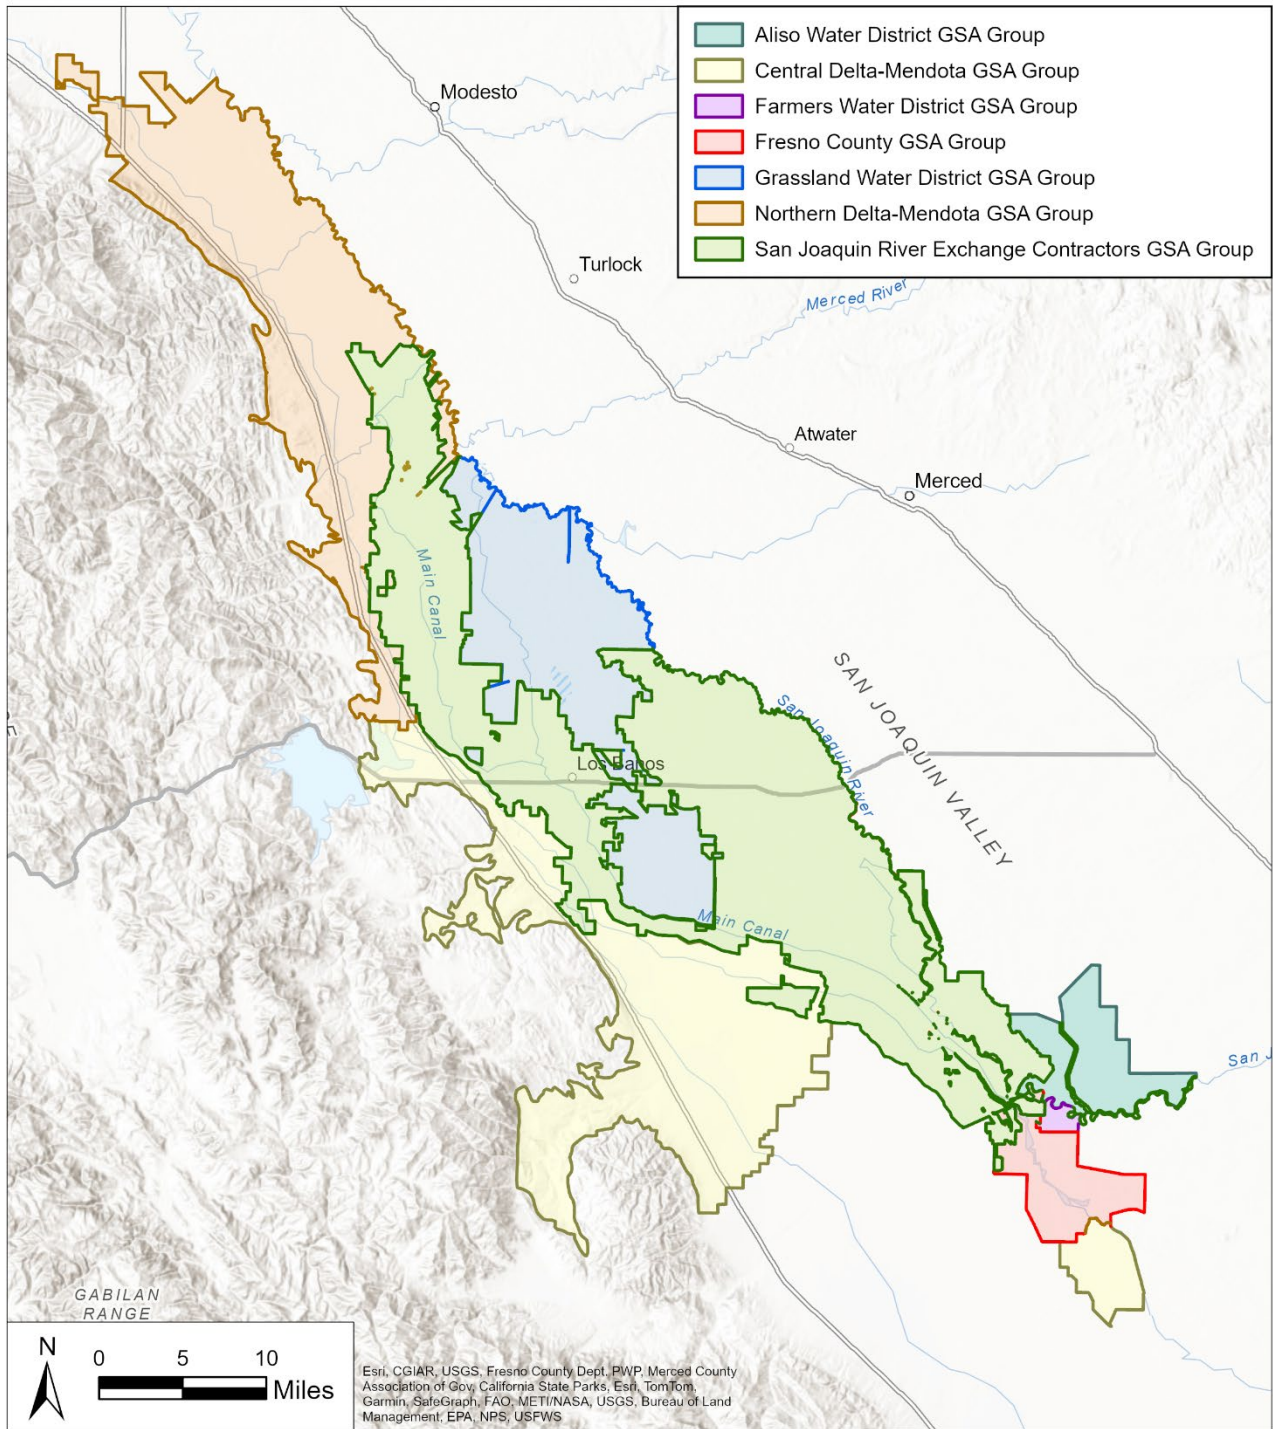 Aliso Water District GSA Group
Central Delta-Mendota GSA Group
Farmers Water District GSA Group
Fresno County GSA Group
Grassland Water District GSA Group
Northern Delta-Mendota GSA Group
San Joaquin River Exchange Contractors GSA Group
Modesto
Turlock
Merced River
Atwater
Merced
Main Canal
SAN JOAQUIN VALLEY
San Joaquin River
Los Banos
Main Canal
San J
GABILAN
RANGE
N
0 5 10
Miles
Esri, CGIAR, USGS, Fresno County Dept. PWP, Merced County
Association of Gov, California State Parks, Esri, TomTom,
Garmin, SafeGraph, FAO, METI/NASA, USGS, Bureau of Land
Management, EPA, NPS, USFWS